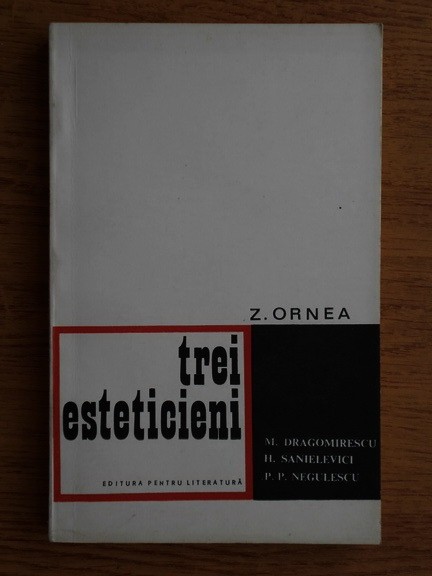 Z. ORNEA
trei
esteticieni
EDITURA PENTRU LITERATURĂ
M. DRAGOMIRESCU
H. SANIELEVICI
P. P. NEGULESCU